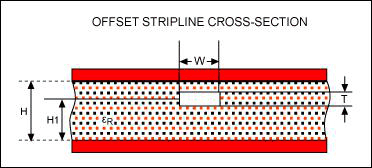 OFFSET STRIPLINE CROSS-SECTION
W
H
H1
εR
T